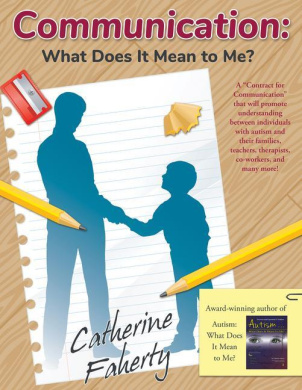 Communication:
What Does It Mean to Me?
A "Contract for
Communication"
that will promote
understanding
between individuals
with autism and
their families,
teachers, therapists,
co-workers, and
many more!
Catherine
Faherty
Award-winning author of
Autism:
What Does
It Mean
to Me?
Autism